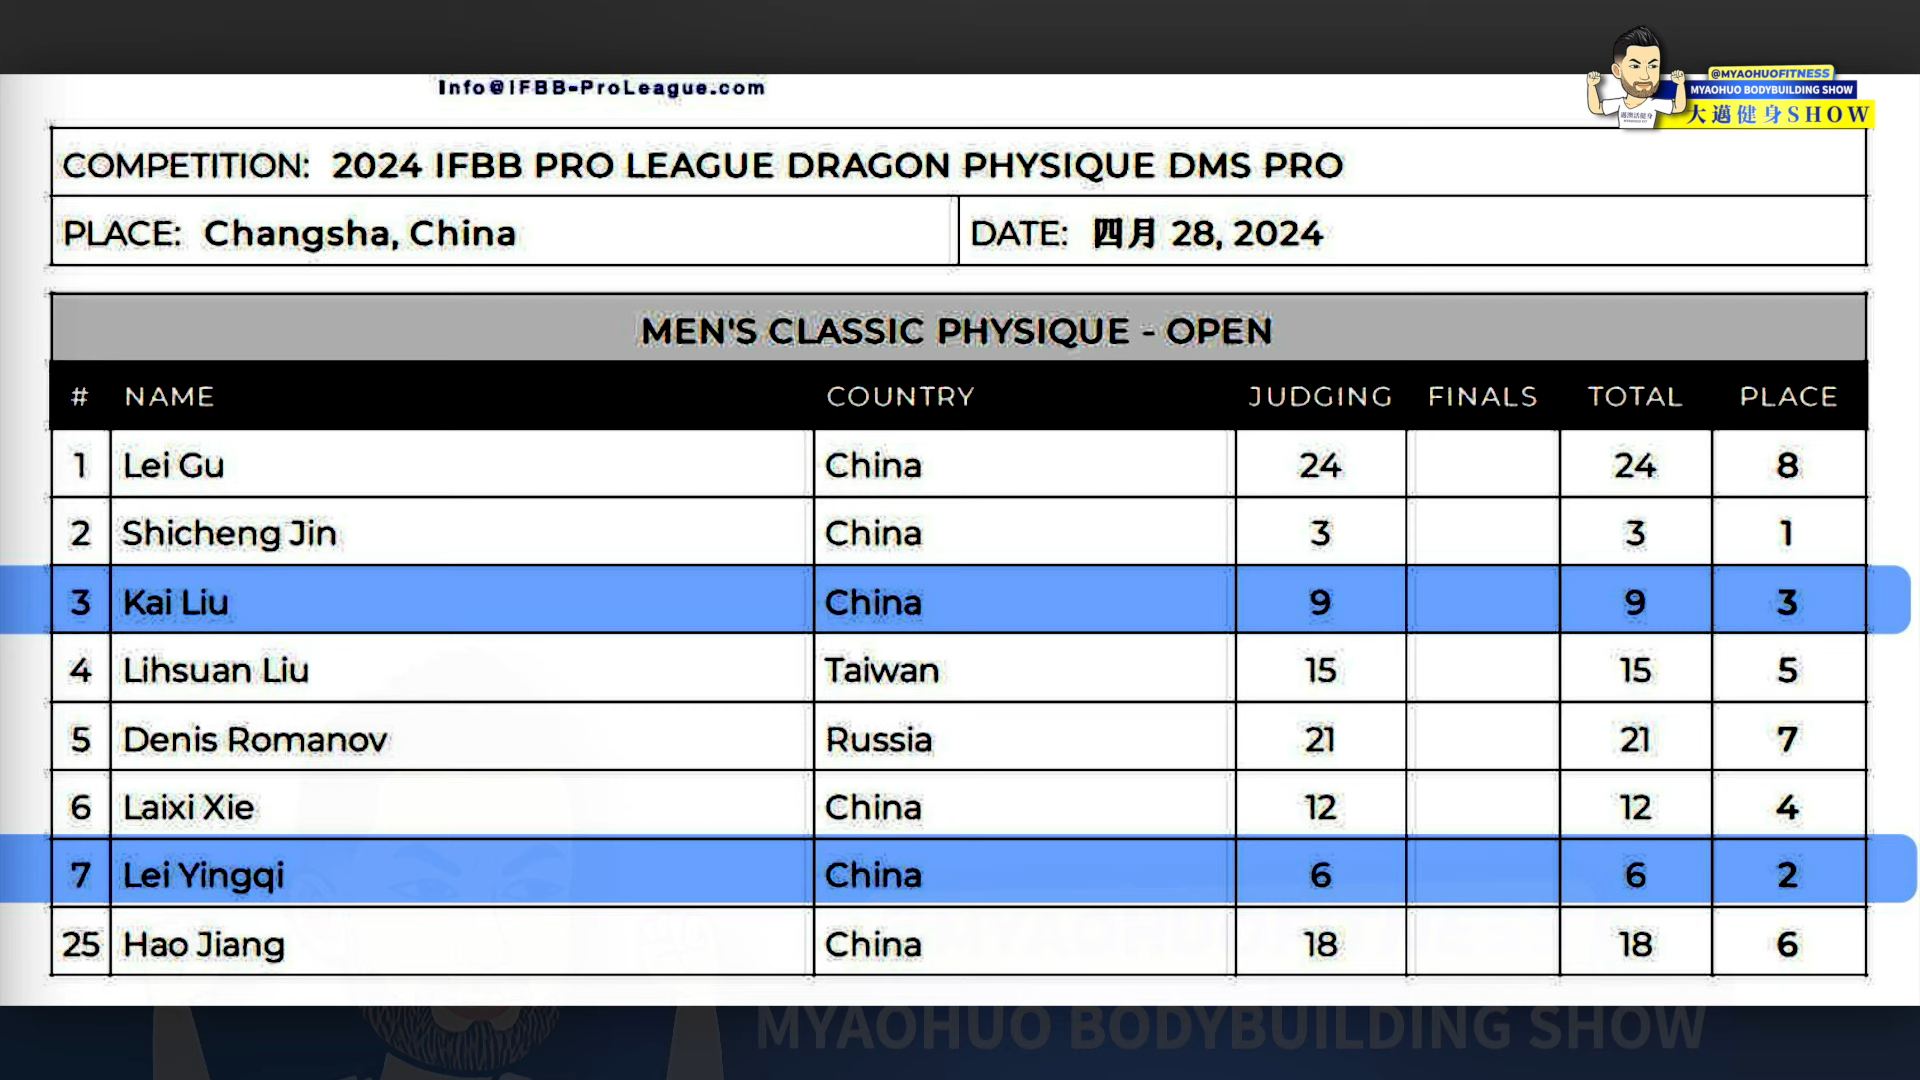 Info@IFBB-ProLeague.com
@MYAOHUOFITNESS
MYAOHUO BODYBUILDING SHOW
大邁健身SHOW
COMPETITION: 2024 IFBB PRO LEAGUE DRAGON PHYSIQUE DMS PRO
PLACE: Changsha, China DATE: 四月 28, 2024
MEN'S CLASSIC PHYSIQUE - OPEN
# NAME COUNTRY JUDGING FINALS TOTAL PLACE
1 Lei Gu China 24 24 8
2 Shicheng Jin China 3 3 1
3 Kai Liu China 9 9 3
4 Lihsuan Liu Taiwan 15 15 5
5 Denis Romanov Russia 21 21 7
6 Laixi Xie China 12 12 4
7 Lei Yingqi China 6 6 2
25 Hao Jiang China 18 18 6
MYAOHUO BODYBUILDING SHOW